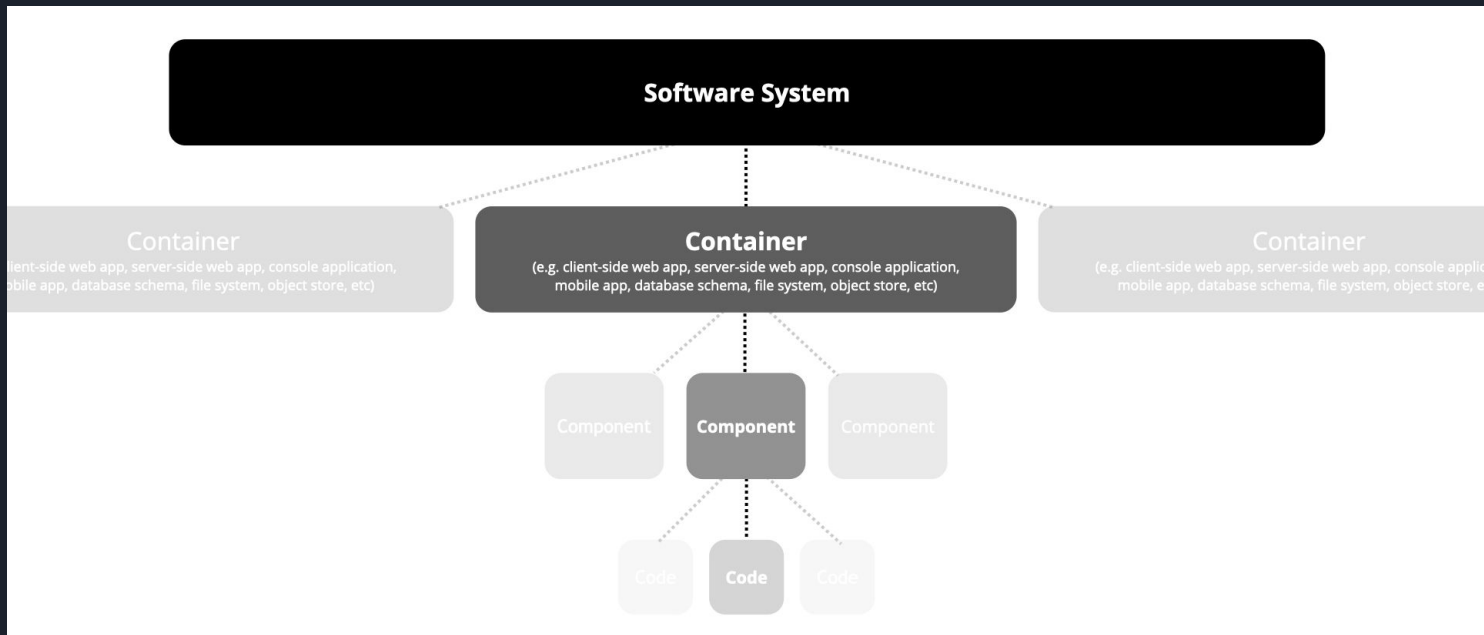 Software System
Container
client-side web app, server-side web app, console application,
mobile app, database schema, file system, object store, etc)
Container
(e.g. client-side web app, server-side web app, console application,
mobile app, database schema, file system, object store, etc)
Container
(e.g. client-side web app, server-side web app, console
mobile app, database schema, file system, object store,
Component
Component
Component
Code
Code
Code